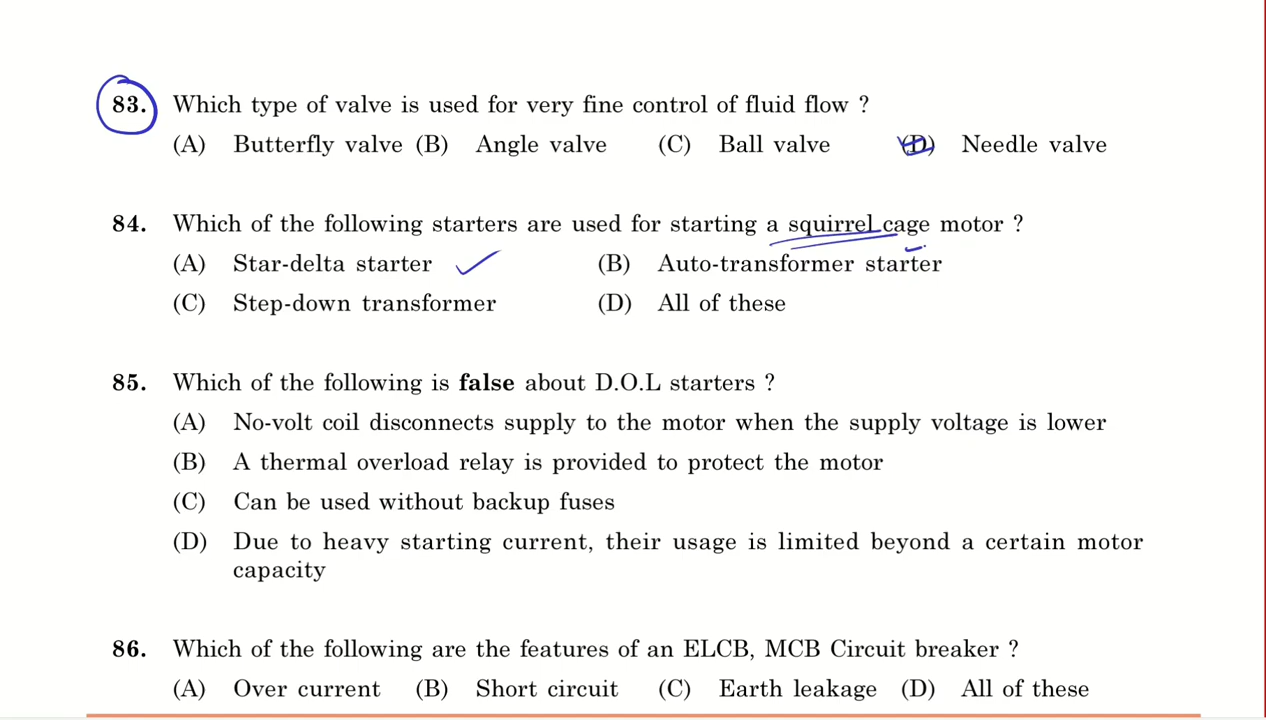 83. Which type of valve is used for very fine control of fluid flow ?
(A) Butterfly valve (B) Angle valve (C) Ball valve (D) Needle valve
84. Which of the following starters are used for starting a squirrel cage motor ?
(A) Star-delta starter (B) Auto-transformer starter
(C) Step-down transformer (D) All of these
85. Which of the following is false about D.O.L starters ?
(A) No-volt coil disconnects supply to the motor when the supply voltage is lower
(B) A thermal overload relay is provided to protect the motor
(C) Can be used without backup fuses
(D) Due to heavy starting current, their usage is limited beyond a certain motor
capacity
86. Which of the following are the features of an ELCB, MCB Circuit breaker ?
(A) Over current (B) Short circuit (C) Earth leakage (D) All of these